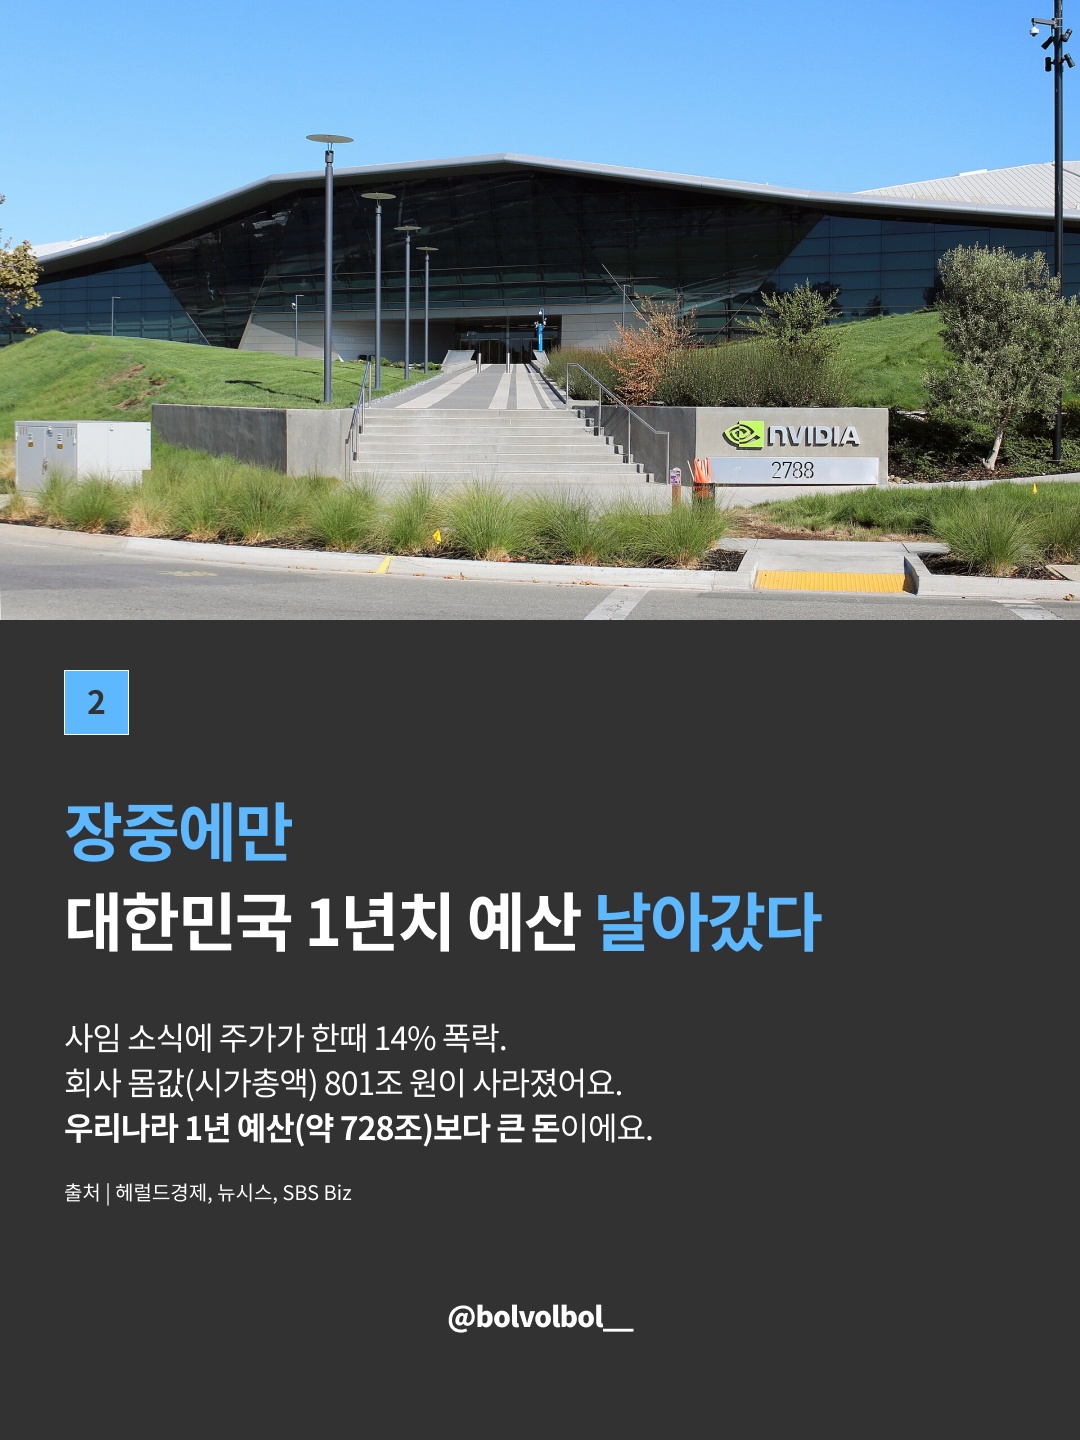 NVIDIA
2788
2
장중에만
대한민국 1년치 예산 날아갔다
사임 소식에 주가가 한때 14% 폭락.
회사 몸값(시가총액) 801조 원이 사라졌어요.
우리나라 1년 예산(약 728조)보다 큰 돈이에요.
출처 | 헤럴드경제, 뉴시스, SBS Biz
@bolvolbol__